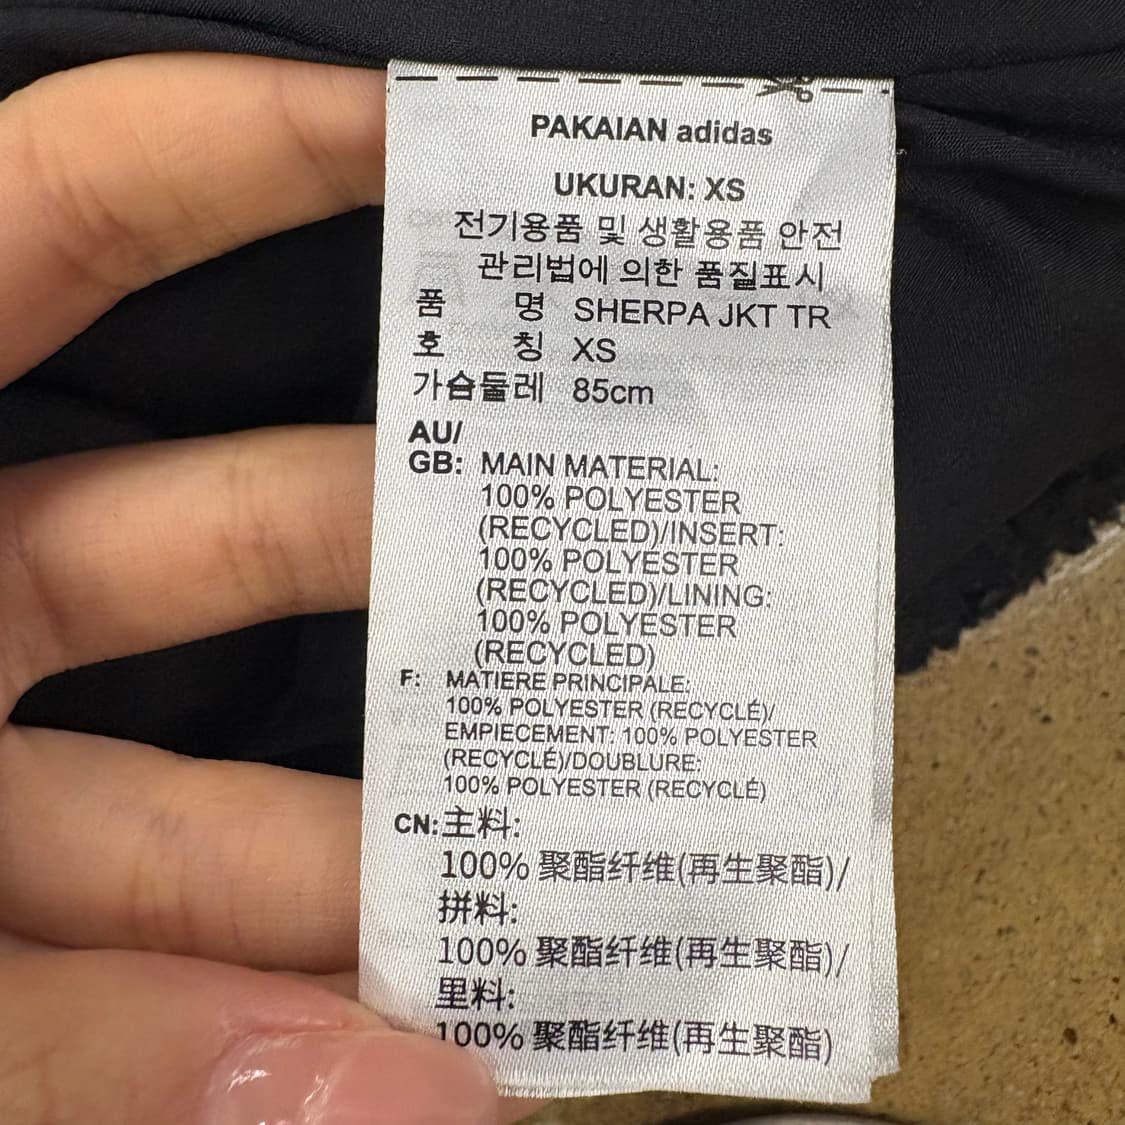 PAKAIAN adidas
UKURAN: XS
전기용품 및 생활용품 안전
관리법에 의한 품질표시
품 명 SHERPA JKT TR
호 칭 XS
가슴둘레 85cm
AU/
GB: MAIN MATERIAL:
100% POLYESTER
(RECYCLED)/INSERT:
100% POLYESTER
(RECYCLED)/LINING:
100% POLYESTER
(RECYCLED)
F: MATIERE PRINCIPALE:
100% POLYESTER (RECYCLÉ)/
EMPIECEMENT: 100% POLYESTER
(RECYCLÉ)/DOUBLURE:
100% POLYESTER (RECYCLÉ)
CN: 主料:
100% 聚酯纤维(再生聚酯)/
拼料:
100% 聚酯纤维(再生聚酯)/
里料:
100% 聚酯纤维(再生聚酯)